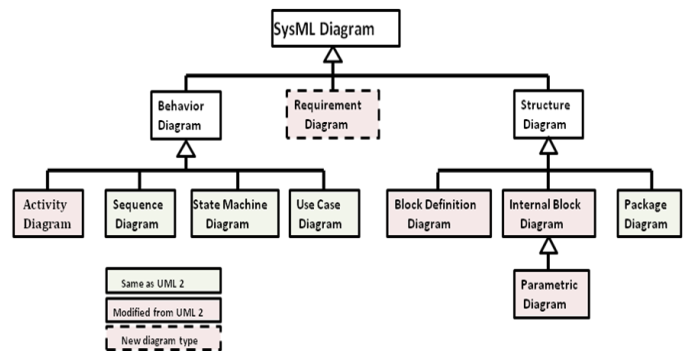 SysML Diagram
Behavior
Diagram
Requirement
Diagram
Structure
Diagram
Activity
Diagram
Sequence
Diagram
State Machine
Diagram
Use Case
Diagram
Block Definition
Diagram
Internal Block
Diagram
Package
Diagram
Same as UML 2
Modified from UML 2
New diagram type
Parametric
Diagram